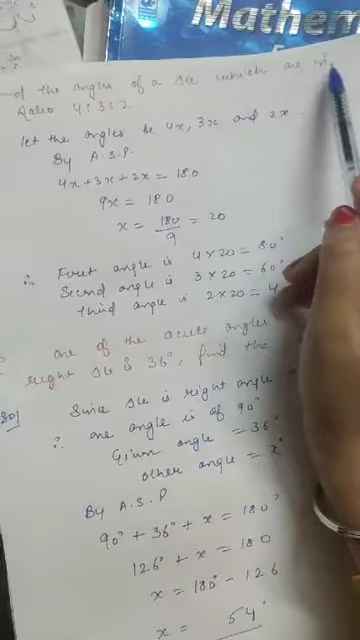 Mathem
of the angles of a Δle which are in
Ratio 4:3:2
let the angles be 4x, 3x and 2x.
By A.S.P.
4x + 3x + 2x = 180
9x = 180
x = 180/9 = 20
∴ First angle is 4 × 20 = 80°
Second angle is 3 × 20 = 60°
Third angle is 2 × 20 = 4
one of the acute angles
right Δle is 36°, find the
Sol Since Δle is right angle
∴ one angle is of 90°
Given angle = 36°
other angle = x°
By A.S.P
90° + 36° + x = 180°
126° + x = 180
x = 180° - 126
x = 54°